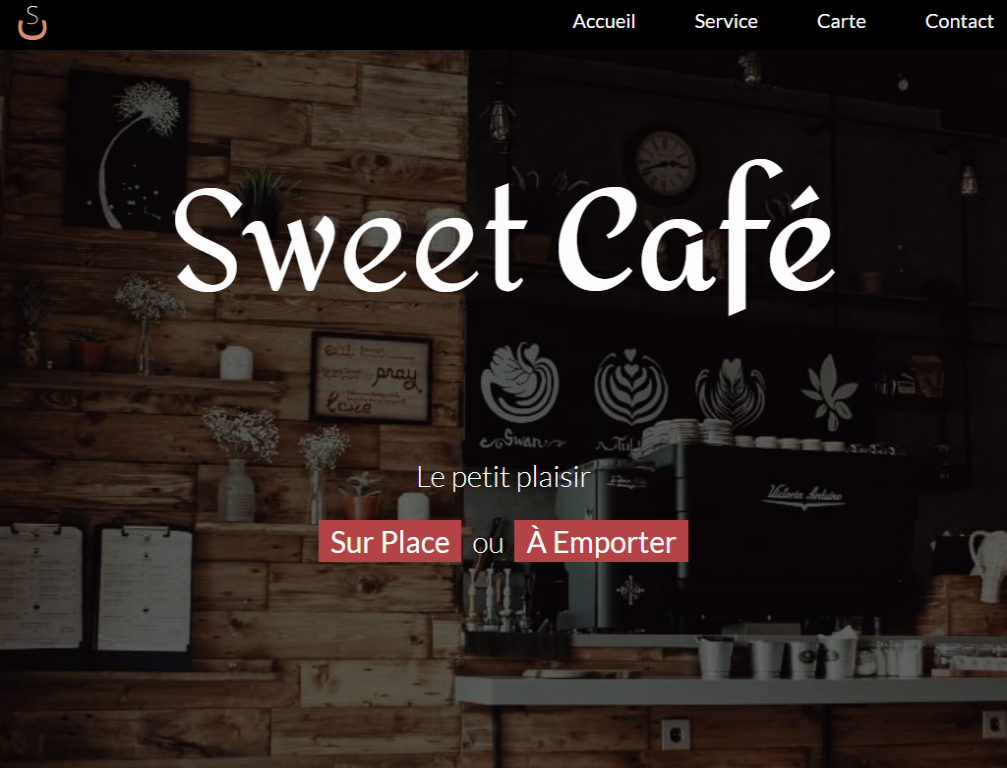 S
Accueil Service Carte Contact
Sweet Café
eat
pray
love
Swan
Le petit plaisir
Victoria Arduino
Sur Place ou À Emporter